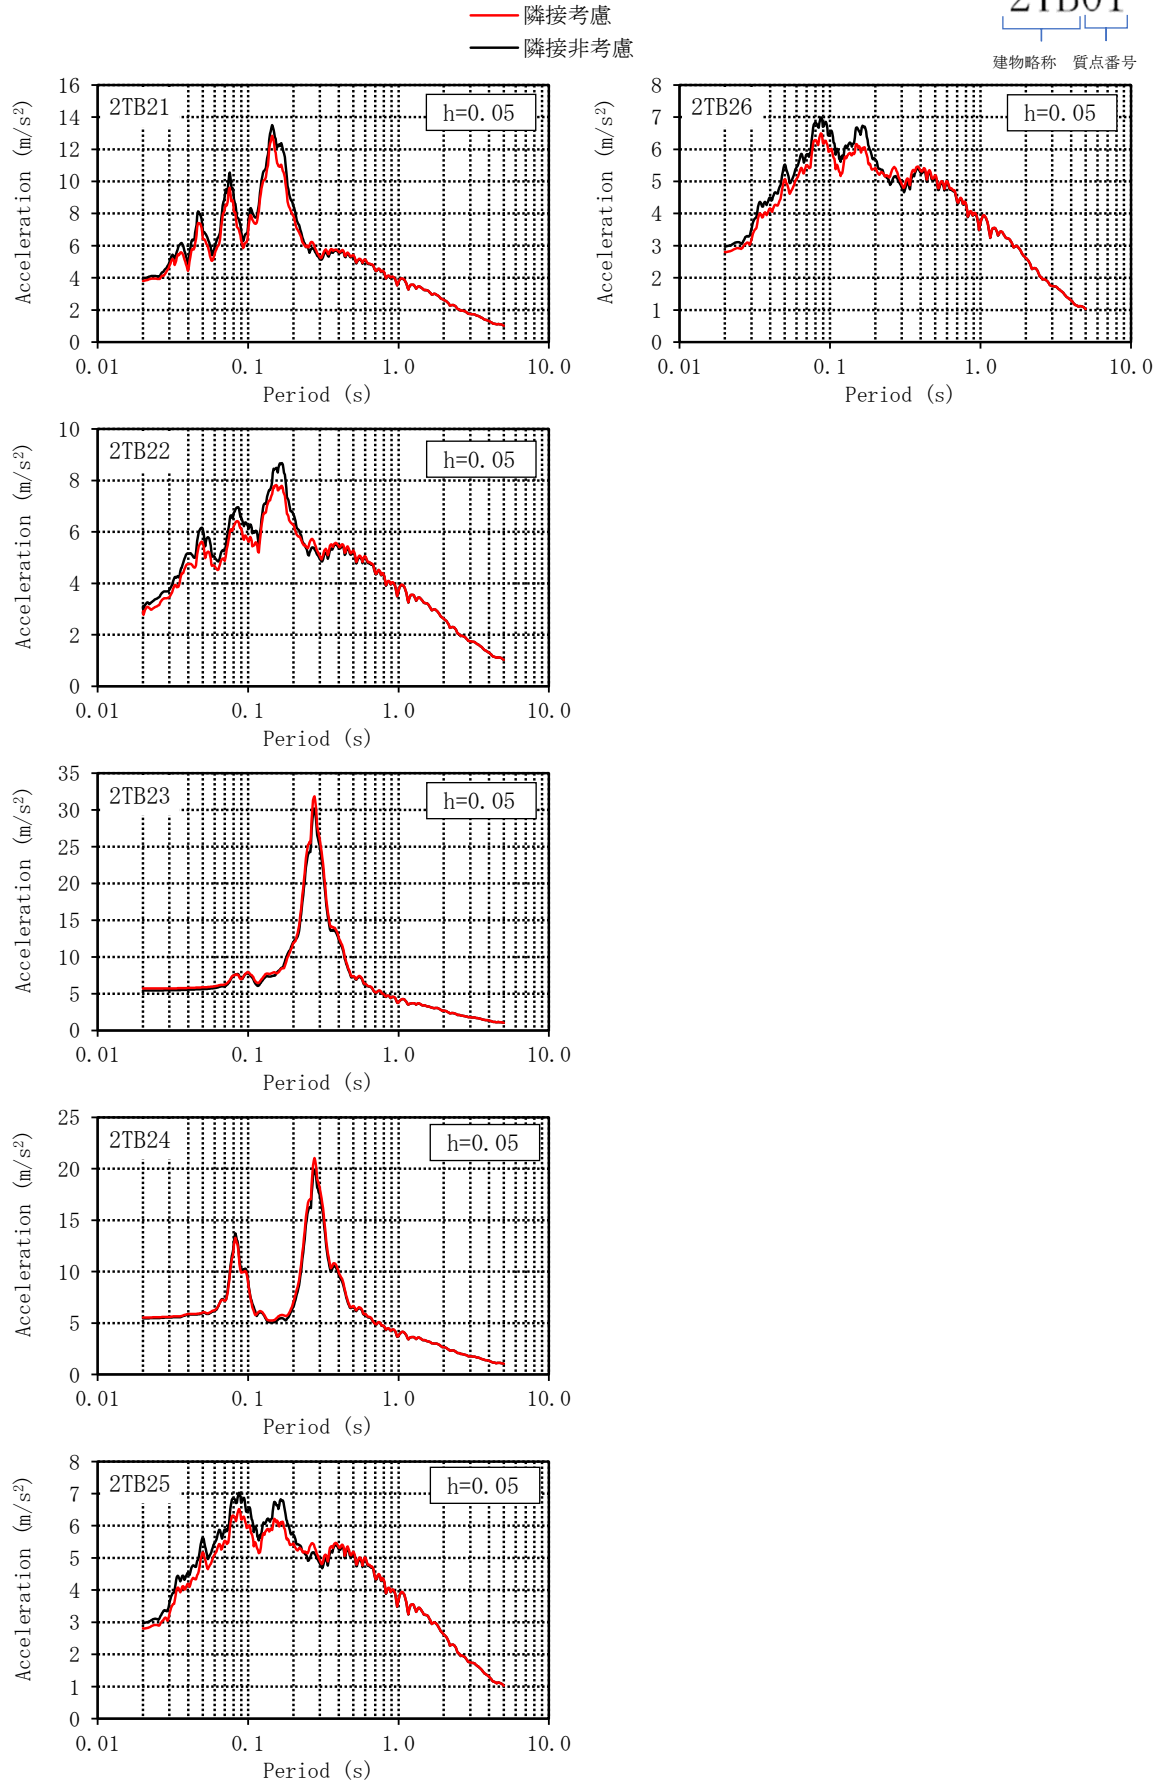 隣接考慮
隣接非考慮
2TB01
建物略称 質点番号
2TB21
h=0.05
Acceleration (m/s²)
16
14
12
10
8
6
4
2
0
0.01 0.1 1.0 10.0
Period (s)
2TB26
h=0.05
Acceleration (m/s²)
8
7
6
5
4
3
2
1
0
0.01 0.1 1.0 10.0
Period (s)
2TB22
h=0.05
Acceleration (m/s²)
10
8
6
4
2
0
0.01 0.1 1.0 10.0
Period (s)
2TB23
h=0.05
Acceleration (m/s²)
35
30
25
20
15
10
5
0
0.01 0.1 1.0 10.0
Period (s)
2TB24
h=0.05
Acceleration (m/s²)
25
20
15
10
5
0
0.01 0.1 1.0 10.0
Period (s)
2TB25
h=0.05
Acceleration (m/s²)
8
7
6
5
4
3
2
1
0
0.01 0.1 1.0 10.0
Period (s)